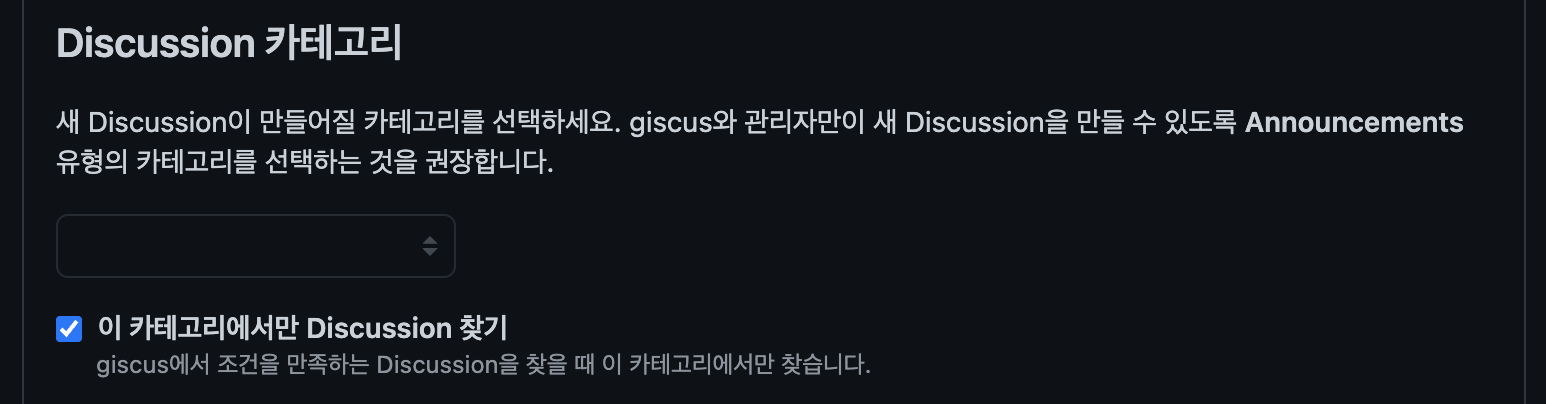 Discussion 카테고리
새 Discussion이 만들어질 카테고리를 선택하세요. giscus와 관리자만이 새 Discussion을 만들 수 있도록 Announcements
유형의 카테고리를 선택하는 것을 권장합니다.
이 카테고리에서만 Discussion 찾기
giscus에서 조건을 만족하는 Discussion을 찾을 때 이 카테고리에서만 찾습니다.